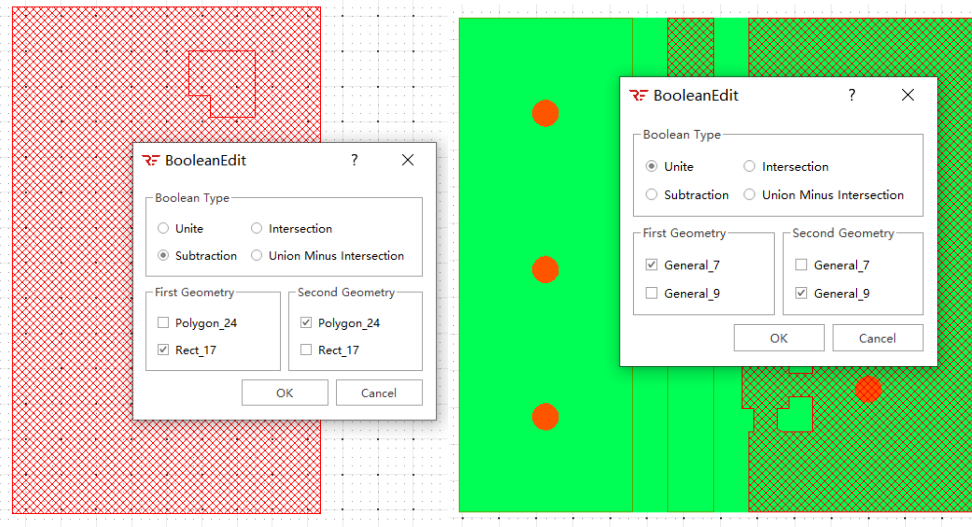 BooleanEdit ?
Boolean Type
Unite Intersection
Subtraction Union Minus Intersection
First Geometry Second Geometry
Polygon_24 Polygon_24
Rect_17 Rect_17
OK Cancel
BooleanEdit ?
Boolean Type
Unite Intersection
Subtraction Union Minus Intersection
First Geometry Second Geometry
General_7 General_7
General_9 General_9
OK Cancel